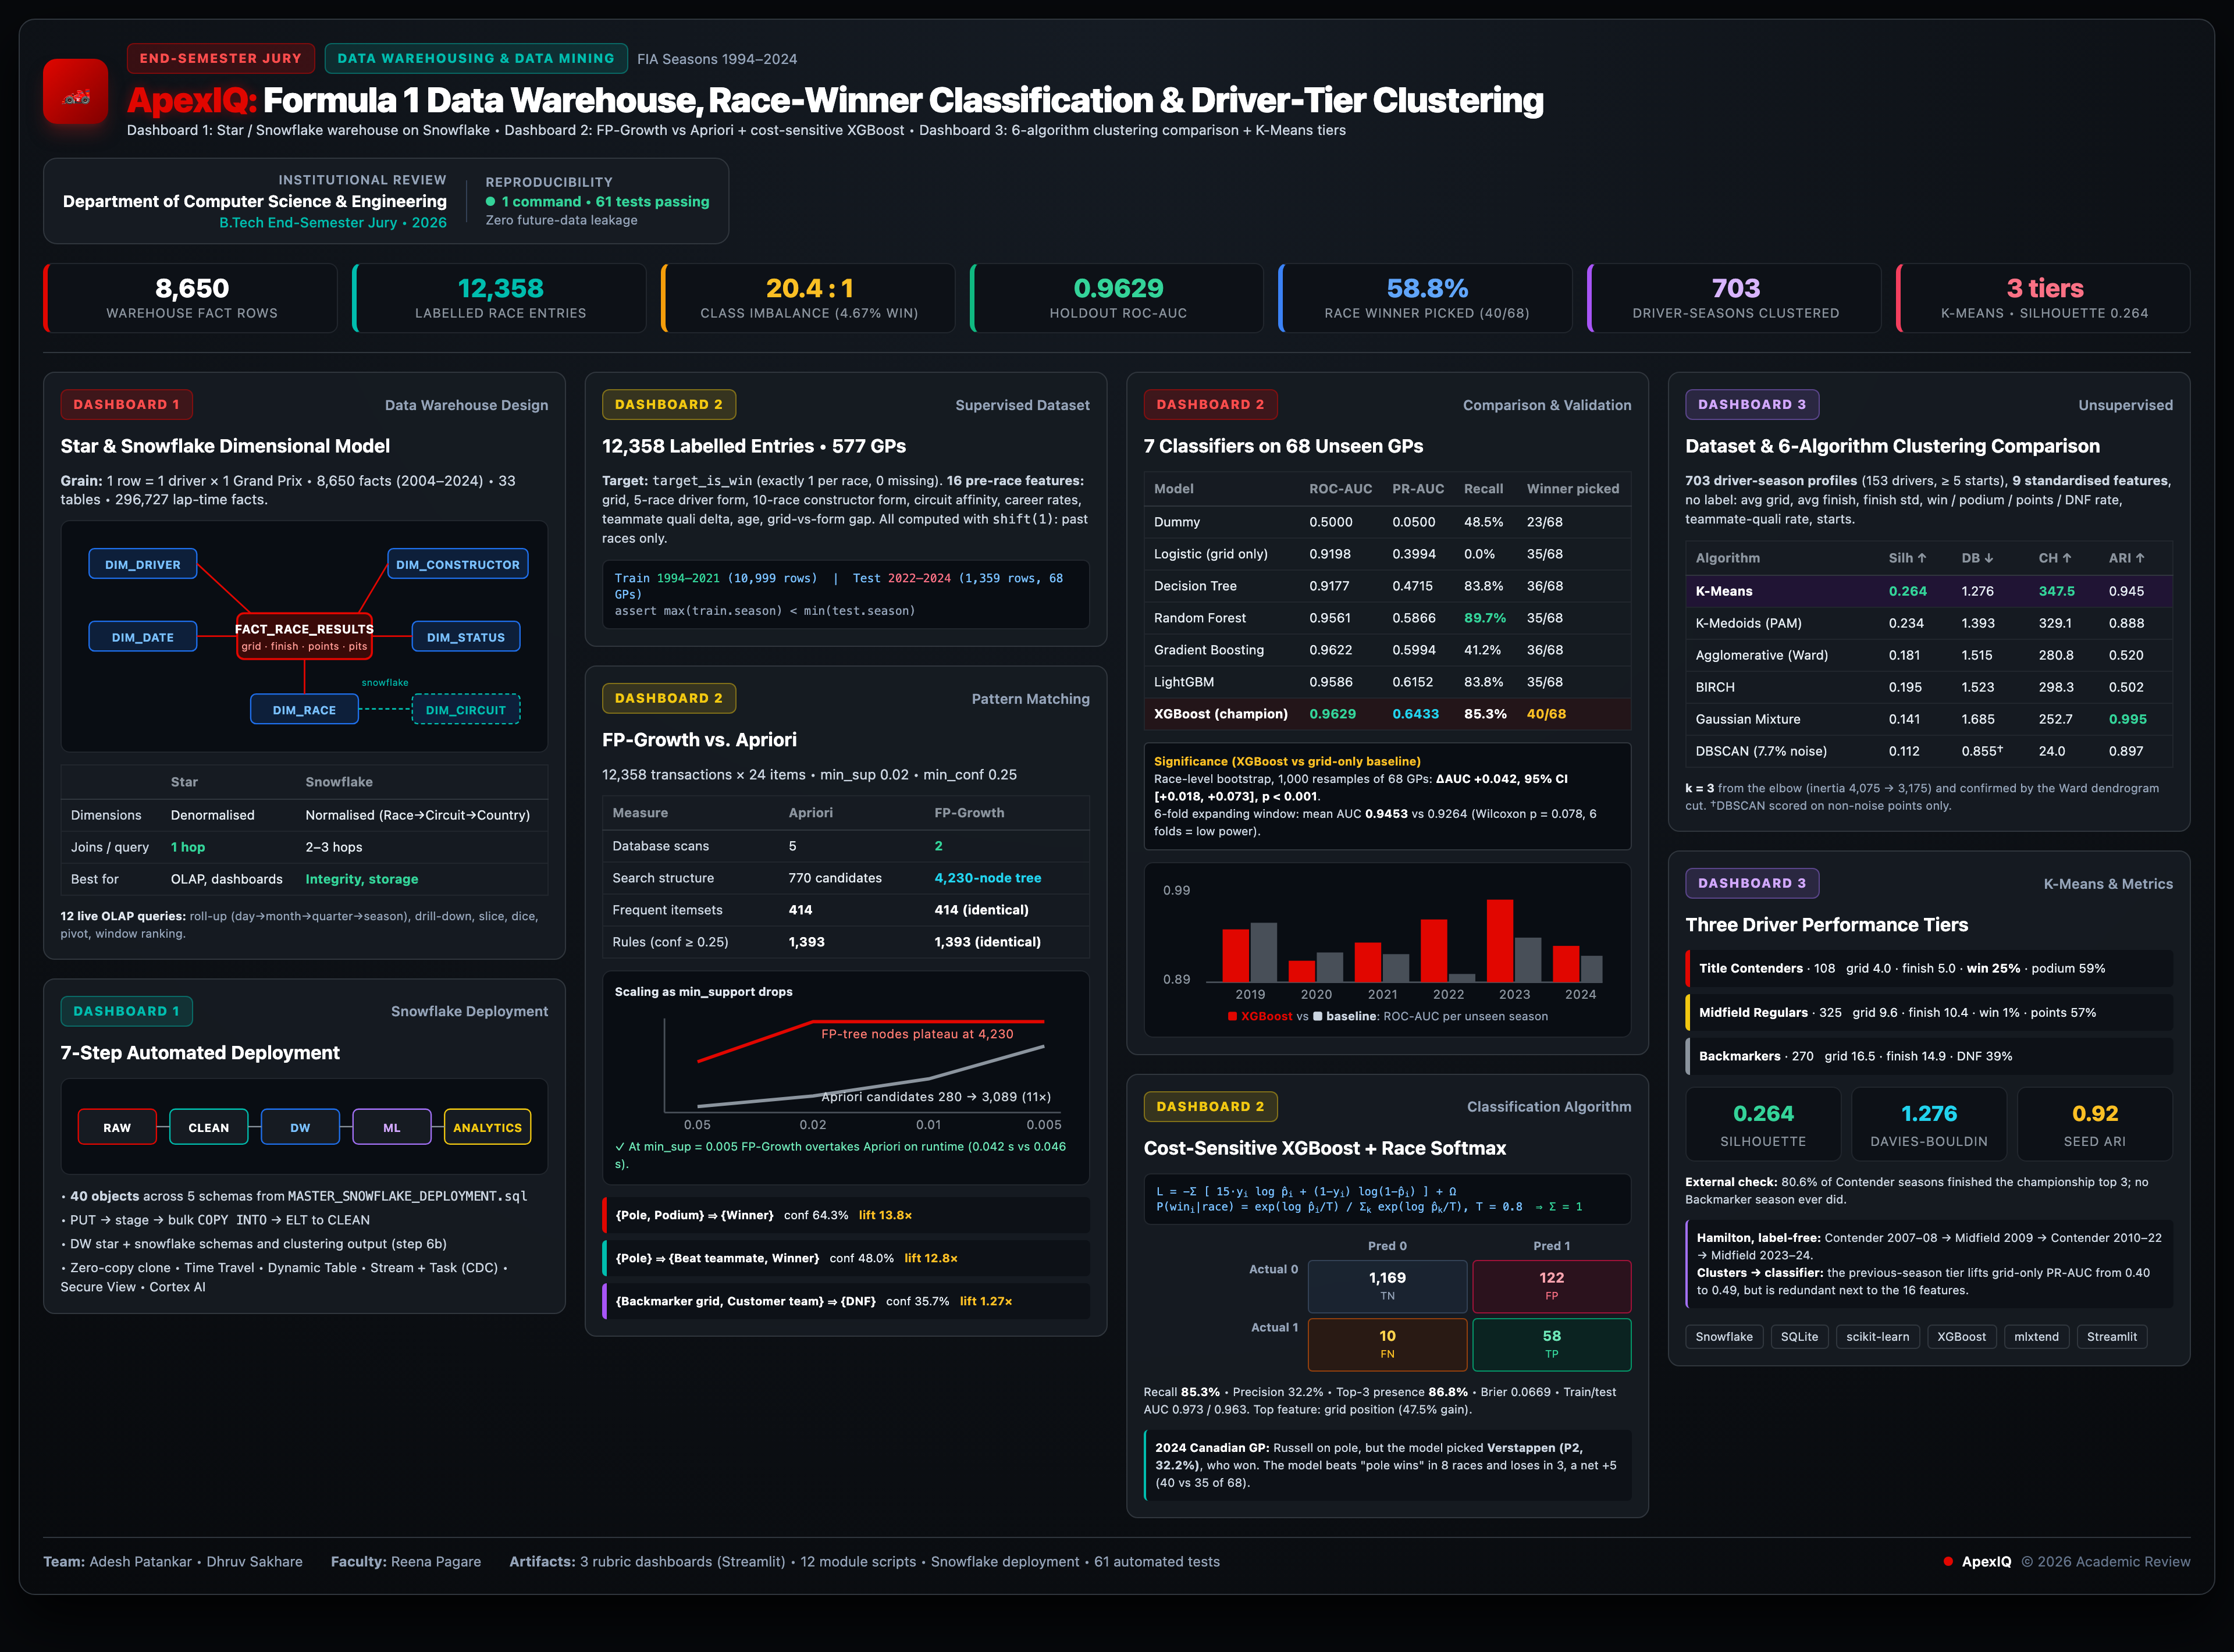 END-SEMESTER JURY
DATA WAREHOUSING & DATA MINING
FIA Seasons 1994–2024
ApexIQ: Formula 1 Data Warehouse, Race-Winner Classification & Driver-Tier Clustering
Dashboard 1: Star / Snowflake warehouse on Snowflake • Dashboard 2: FP-Growth vs Apriori + cost-sensitive XGBoost • Dashboard 3: 6-algorithm clustering comparison + K-Means tiers
INSTITUTIONAL REVIEW
Department of Computer Science & Engineering
B.Tech End-Semester Jury • 2026
REPRODUCIBILITY
1 command • 61 tests passing
Zero future-data leakage
8,650
WAREHOUSE FACT ROWS
12,358
LABELLED RACE ENTRIES
20.4 : 1
CLASS IMBALANCE (4.67% WIN)
0.9629
HOLDOUT ROC-AUC
58.8%
RACE WINNER PICKED (40/68)
703
DRIVER-SEASONS CLUSTERED
3 tiers
K-MEANS • SILHOUETTE 0.264
DASHBOARD 1
Data Warehouse Design
Star & Snowflake Dimensional Model
Grain: 1 row = 1 driver × 1 Grand Prix • 8,650 facts (2004–2024) • 33
tables • 296,727 lap-time facts.
DIM_DRIVER
DIM_CONSTRUCTOR
DIM_DATE
FACT_RACE_RESULTS
grid · finish · points · pits
DIM_STATUS
snowflake
DIM_RACE
DIM_CIRCUIT
Star Snowflake
Dimensions Denormalised Normalised (Race→Circuit→Country)
Joins / query 1 hop 2–3 hops
Best for OLAP, dashboards Integrity, storage
12 live OLAP queries: roll-up (day→month→quarter→season), drill-down, slice, dice,
pivot, window ranking.
DASHBOARD 1
Snowflake Deployment
7-Step Automated Deployment
RAW
CLEAN
DW
ML
ANALYTICS
• 40 objects across 5 schemas from MASTER_SNOWFLAKE_DEPLOYMENT.sql
• PUT → stage → bulk COPY INTO → ELT to CLEAN
• DW star + snowflake schemas and clustering output (step 6b)
• Zero-copy clone • Time Travel • Dynamic Table • Stream + Task (CDC) •
Secure View • Cortex AI
DASHBOARD 2
Supervised Dataset
12,358 Labelled Entries • 577 GPs
Target: target_is_win (exactly 1 per race, 0 missing). 16 pre-race features:
grid, 5-race driver form, 10-race constructor form, circuit affinity, career rates,
teammate quali delta, age, grid-vs-form gap. All computed with shift(1): past
races only.
Train 1994–2021 (10,999 rows) | Test 2022–2024 (1,359 rows, 68
GPs)
assert max(train.season) < min(test.season)
DASHBOARD 2
Pattern Matching
FP-Growth vs. Apriori
12,358 transactions × 24 items • min_sup 0.02 • min_conf 0.25
Measure Apriori FP-Growth
Database scans 5 2
Search structure 770 candidates 4,230-node tree
Frequent itemsets 414 414 (identical)
Rules (conf ≥ 0.25) 1,393 1,393 (identical)
Scaling as min_support drops
FP-tree nodes plateau at 4,230
Apriori candidates 280 → 3,089 (11×)
0.05 0.02 0.01 0.005
✓ At min_sup = 0.005 FP-Growth overtakes Apriori on runtime (0.042 s vs 0.046
s).
{Pole, Podium} ⇒ {Winner} conf 64.3% lift 13.8×
{Pole} ⇒ {Beat teammate, Winner} conf 48.0% lift 12.8×
{Backmarker grid, Customer team} ⇒ {DNF} conf 35.7% lift 1.27×
DASHBOARD 2
Comparison & Validation
7 Classifiers on 68 Unseen GPs
Model ROC-AUC PR-AUC Recall Winner picked
Dummy 0.5000 0.0500 48.5% 23/68
Logistic (grid only) 0.9198 0.3994 0.0% 35/68
Decision Tree 0.9177 0.4715 83.8% 36/68
Random Forest 0.9561 0.5866 89.7% 35/68
Gradient Boosting 0.9622 0.5994 41.2% 36/68
LightGBM 0.9586 0.6152 83.8% 35/68
XGBoost (champion) 0.9629 0.6433 85.3% 40/68
Significance (XGBoost vs grid-only baseline)
Race-level bootstrap, 1,000 resamples of 68 GPs: ΔAUC +0.042, 95% CI
[+0.018, +0.073], p < 0.001.
6-fold expanding window: mean AUC 0.9453 vs 0.9264 (Wilcoxon p = 0.078, 6
folds = low power).
0.99
0.89
2019 2020 2021 2022 2023 2024
XGBoost vs baseline: ROC-AUC per unseen season
DASHBOARD 2
Classification Algorithm
Cost-Sensitive XGBoost + Race Softmax
L = −Σ [ 15·yᵢ log p̂ᵢ + (1−yᵢ) log(1−p̂ᵢ) ] + Ω
P(winᵢ|race) = exp(log p̂ᵢ/T) / Σₖ exp(log p̂ₖ/T), T = 0.8 ⇒ Σ = 1
Pred 0 Pred 1
Actual 0
1,169
TN
122
FP
Actual 1
10
FN
58
TP
Recall 85.3% • Precision 32.2% • Top-3 presence 86.8% • Brier 0.0669 • Train/test
AUC 0.973 / 0.963. Top feature: grid position (47.5% gain).
2024 Canadian GP: Russell on pole, but the model picked Verstappen (P2,
32.2%), who won. The model beats "pole wins" in 8 races and loses in 3, a net +5
(40 vs 35 of 68).
DASHBOARD 3
Unsupervised
Dataset & 6-Algorithm Clustering Comparison
703 driver-season profiles (153 drivers, ≥ 5 starts), 9 standardised features,
no label: avg grid, avg finish, finish std, win / podium / points / DNF rate,
teammate-quali rate, starts.
Algorithm Silh ↑ DB ↓ CH ↑ ARI ↑
K-Means 0.264 1.276 347.5 0.945
K-Medoids (PAM) 0.234 1.393 329.1 0.888
Agglomerative (Ward) 0.181 1.515 280.8 0.520
BIRCH 0.195 1.523 298.3 0.502
Gaussian Mixture 0.141 1.685 252.7 0.995
DBSCAN (7.7% noise) 0.112 0.855† 24.0 0.897
k = 3 from the elbow (inertia 4,075 → 3,175) and confirmed by the Ward dendrogram
cut. †DBSCAN scored on non-noise points only.
DASHBOARD 3
K-Means & Metrics
Three Driver Performance Tiers
Title Contenders · 108 grid 4.0 · finish 5.0 · win 25% · podium 59%
Midfield Regulars · 325 grid 9.6 · finish 10.4 · win 1% · points 57%
Backmarkers · 270 grid 16.5 · finish 14.9 · DNF 39%
0.264
SILHOUETTE
1.276
DAVIES-BOULDIN
0.92
SEED ARI
External check: 80.6% of Contender seasons finished the championship top 3; no
Backmarker season ever did.
Hamilton, label-free: Contender 2007–08 → Midfield 2009 → Contender 2010–22
→ Midfield 2023–24.
Clusters → classifier: the previous-season tier lifts grid-only PR-AUC from 0.40
to 0.49, but is redundant next to the 16 features.
Snowflake SQLite scikit-learn XGBoost mlxtend Streamlit
Team: Adesh Patankar • Dhruv Sakhare Faculty: Reena Pagare Artifacts: 3 rubric dashboards (Streamlit) • 12 module scripts • Snowflake deployment • 61 automated tests
ApexIQ © 2026 Academic Review